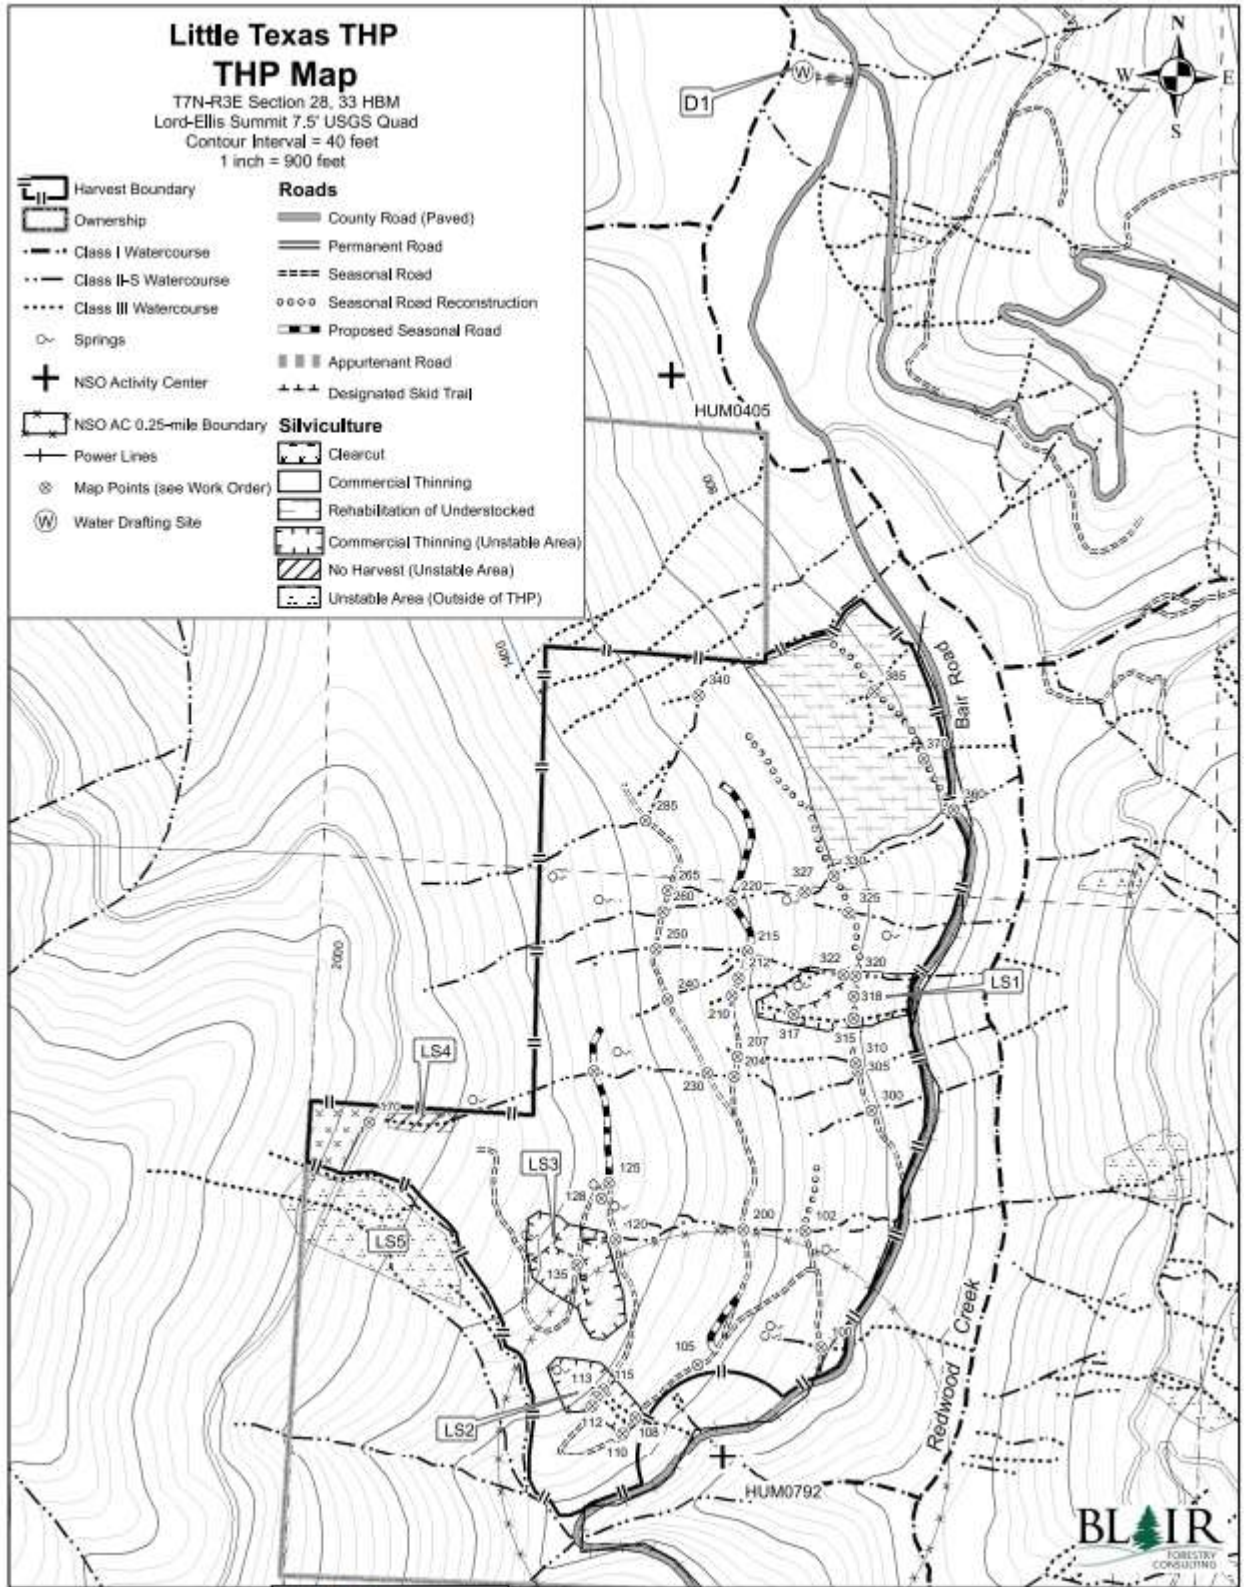 Little Texas THP
THP Map
T7N-R3E Section 28, 33 HBM
Lord-Ellis Summit 7.5' USGS Quad
Contour Interval = 40 feet
1 inch = 900 feet
Harvest Boundary
Ownership
Class I Watercourse
Class II-S Watercourse
Class III Watercourse
Springs
NSO Activity Center
NSO AC 0.25-mile Boundary
Power Lines
Map Points (see Work Order)
W Water Drafting Site
Roads
County Road (Paved)
Permanent Road
Seasonal Road
Seasonal Road Reconstruction
Proposed Seasonal Road
Appurtenant Road
Designated Skid Trail
Silviculture
Clearcut
Commercial Thinning
Rehabilitation of Understocked
Commercial Thinning (Unstable Area)
No Harvest (Unstable Area)
Unstable Area (Outside of THP)
N
W E
S
W
D1
HUM0405
800
1400
Bair Road
340
385
370
360
285
265
260
327
330
220
325
250
215
212
322
320
2000
240
210
318
LS1
317
315
207
310
204
305
LS4
230
300
170
LS3
125
128
120
200
102
LS5
135
100
105
115
113
LS2
112
108
110
Redwood Creek
HUM0792
BLAIR
FORESTRY
CONSULTING